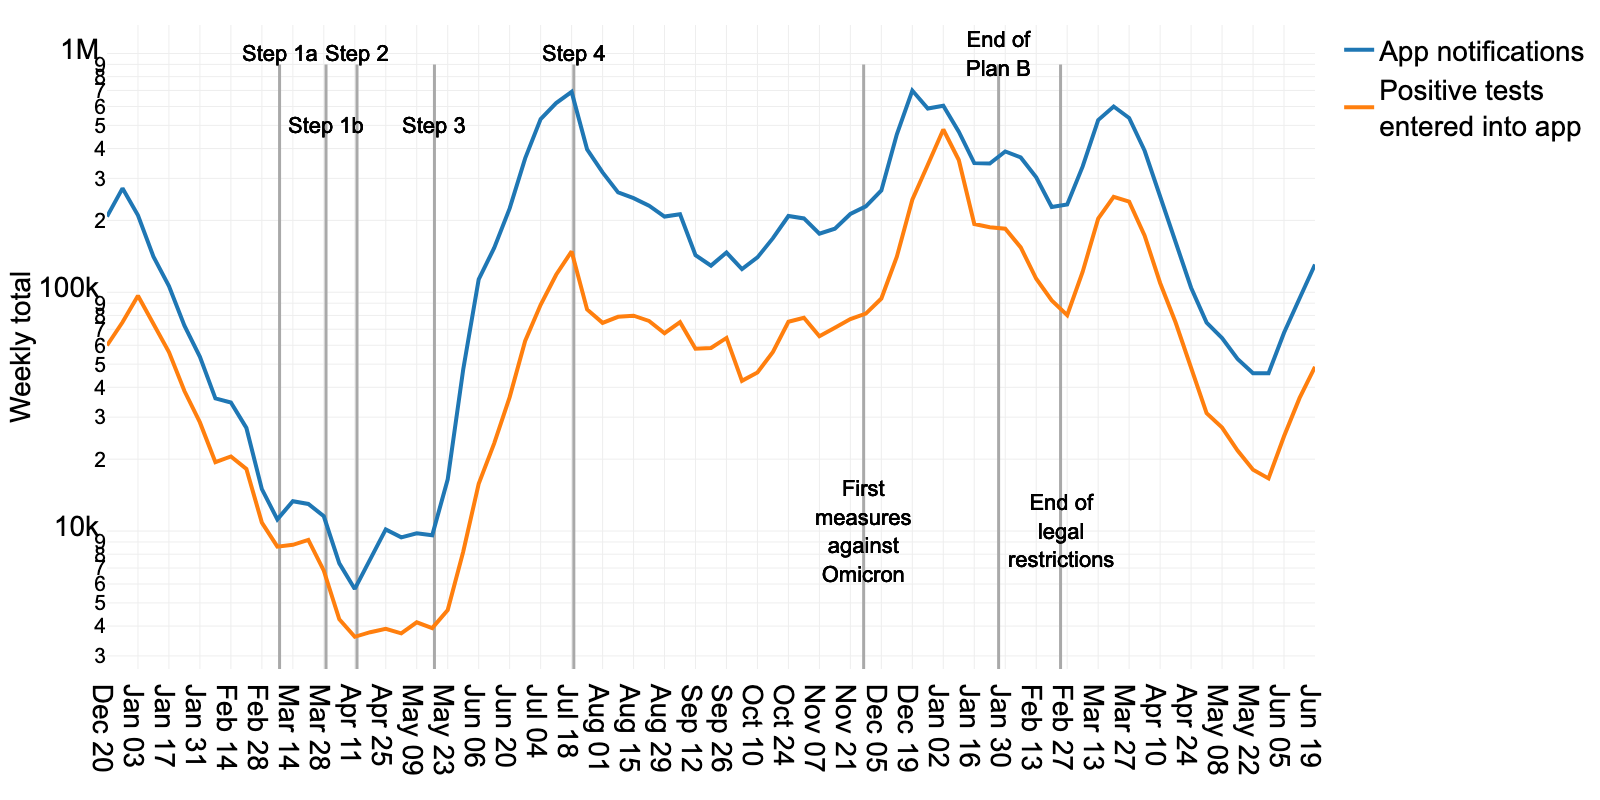 Step 1a
Step 2
Step 4
End of
Plan B
Step 1b
Step 3
App notifications
Positive tests
entered into app
Weekly total
1M
9
8
7
6
5
4
3
2
100k
9
8
7
6
5
4
3
2
10k
9
8
7
6
5
4
3
First
measures
against
Omicron
End of
legal
restrictions
Dec 20
Jan 03
Jan 17
Jan 31
Feb 14
Feb 28
Mar 14
Mar 28
Apr 11
Apr 25
May 09
May 23
Jun 06
Jun 20
Jul 04
Jul 18
Aug 01
Aug 15
Aug 29
Sep 12
Sep 26
Oct 10
Oct 24
Nov 07
Nov 21
Dec 05
Dec 19
Jan 02
Jan 16
Jan 30
Feb 13
Feb 27
Mar 13
Mar 27
Apr 10
Apr 24
May 08
May 22
Jun 05
Jun 19